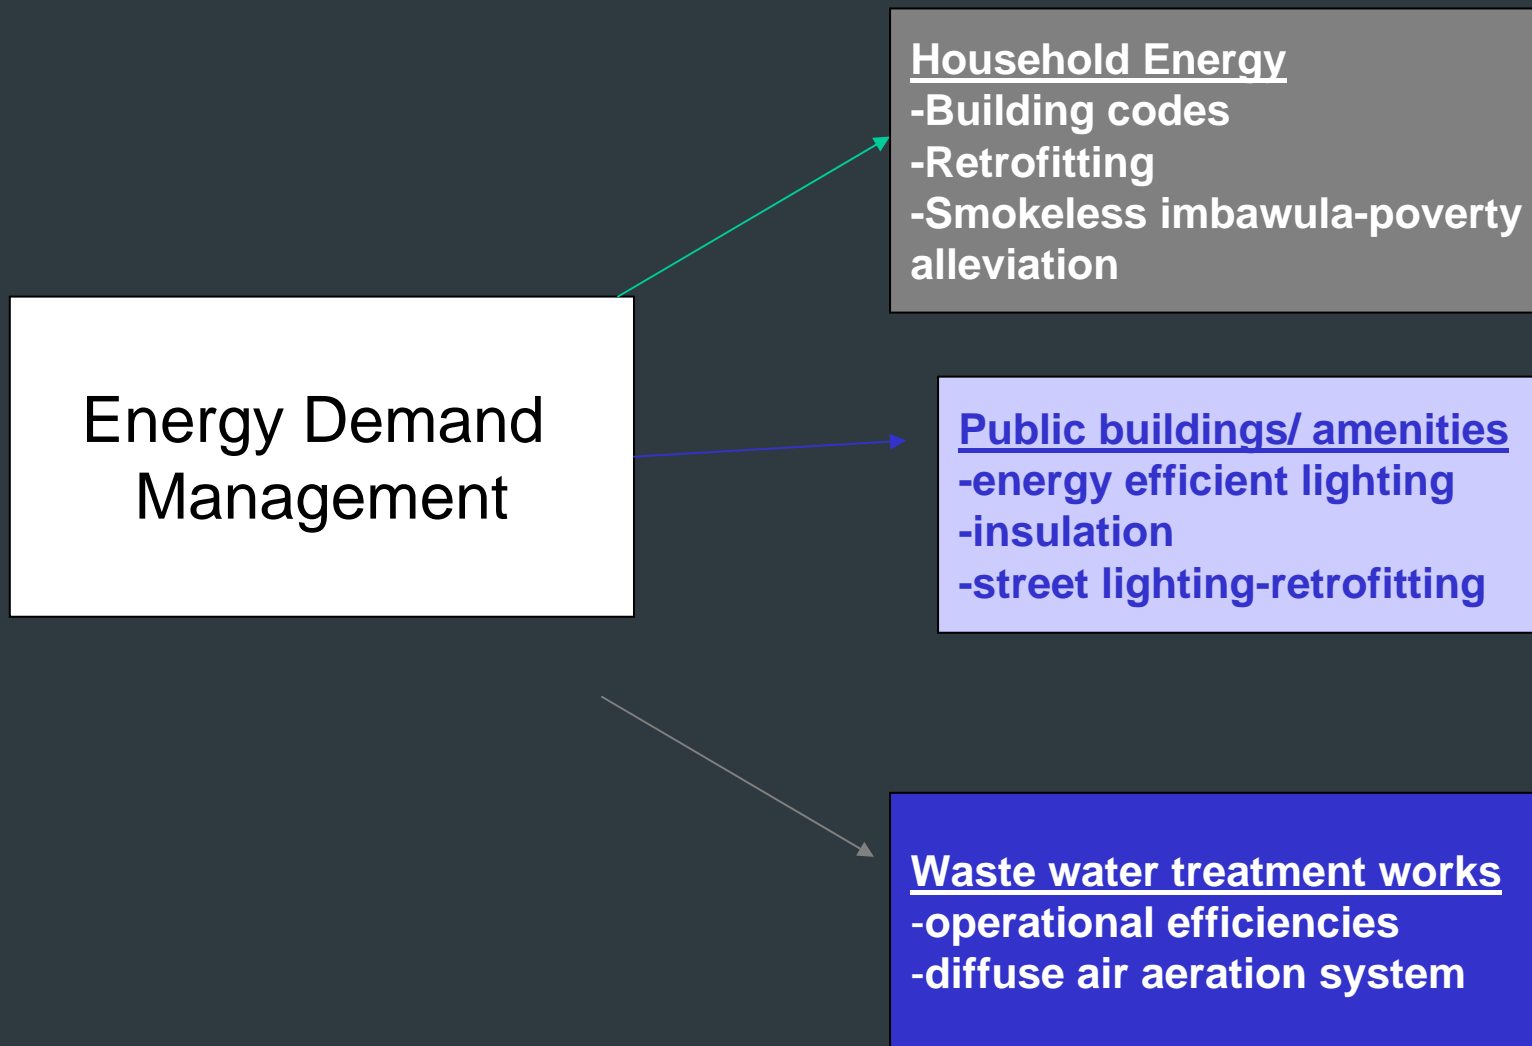 Household Energy
-Building codes
-Retrofitting
-Smokeless imbawula-poverty
alleviation
Energy Demand
Management
Public buildings/ amenities
-energy efficient lighting
-insulation
-street lighting-retrofitting
Waste water treatment works
-operational efficiencies
-diffuse air aeration system